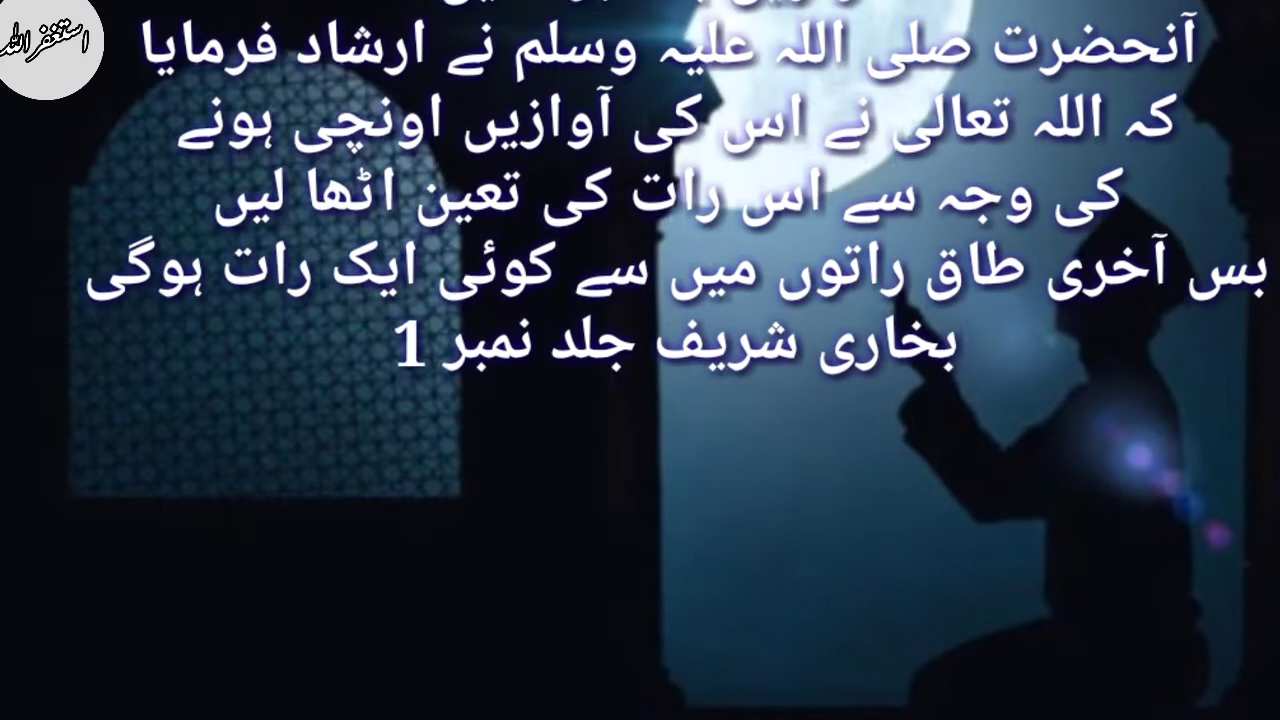 استغفر اللہ
آنحضرت صلی اللہ علیہ وسلم نے ارشاد فرمایا
کہ اللہ تعالی نے اس کی آوازیں اونچی ہونے
کی وجہ سے اس رات کی تعین اٹھا لیں
بس آخری طاق راتوں میں سے کوئی ایک رات ہوگی
بخاری شریف جلد نمبر 1